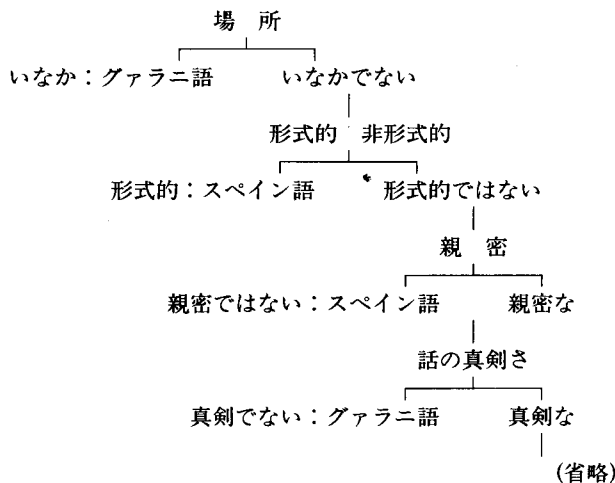 場 所
いなか:グァラニ語 いなかでない
形式的 非形式的
形式的:スペイン語 形式的ではない
親 密
親密ではない:スペイン語 親密な
話の真剣さ
真剣でない:グァラニ語 真剣な
(省略)